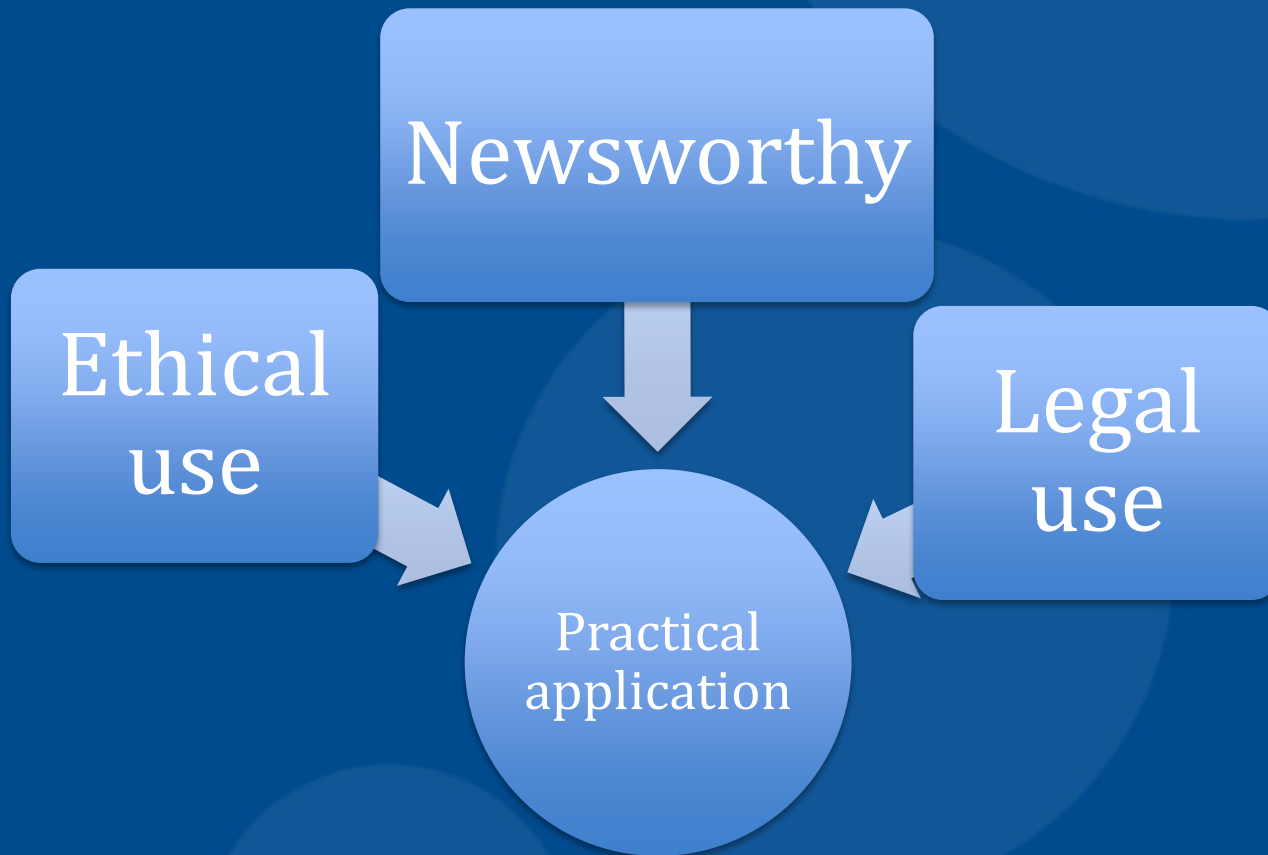 Newsworthy
Ethical
use
Legal
use
Practical
application